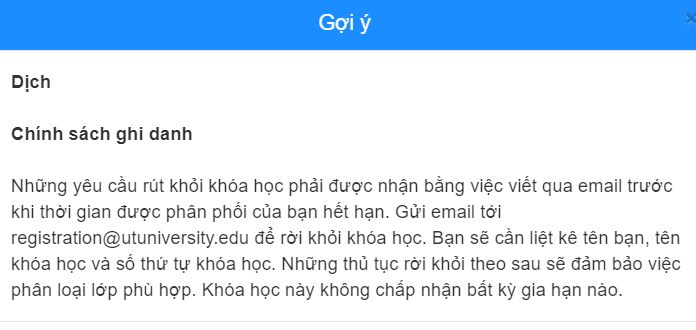 Gợi ý
Dịch
Chính sách ghi danh
Những yêu cầu rút khỏi khóa học phải được nhận bằng việc viết qua email trước
khi thời gian được phân phối của bạn hết hạn. Gửi email tới
registration@utuniversity.edu để rời khỏi khóa học. Bạn sẽ cần liệt kê tên bạn, tên
khóa học và số thứ tự khóa học. Những thủ tục rời khỏi theo sau sẽ đảm bảo việc
phân loại lớp phù hợp. Khóa học này không chấp nhận bất kỳ gia hạn nào.